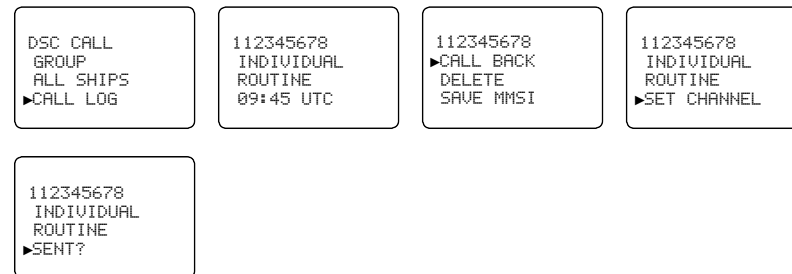 DSC CALL
GROUP
ALL SHIPS
►CALL LOG
112345678
INDIVIDUAL
ROUTINE
09:45 UTC
112345678
►CALL BACK
DELETE
SAVE MMSI
112345678
INDIVIDUAL
ROUTINE
►SET CHANNEL
112345678
INDIVIDUAL
ROUTINE
►SENT?